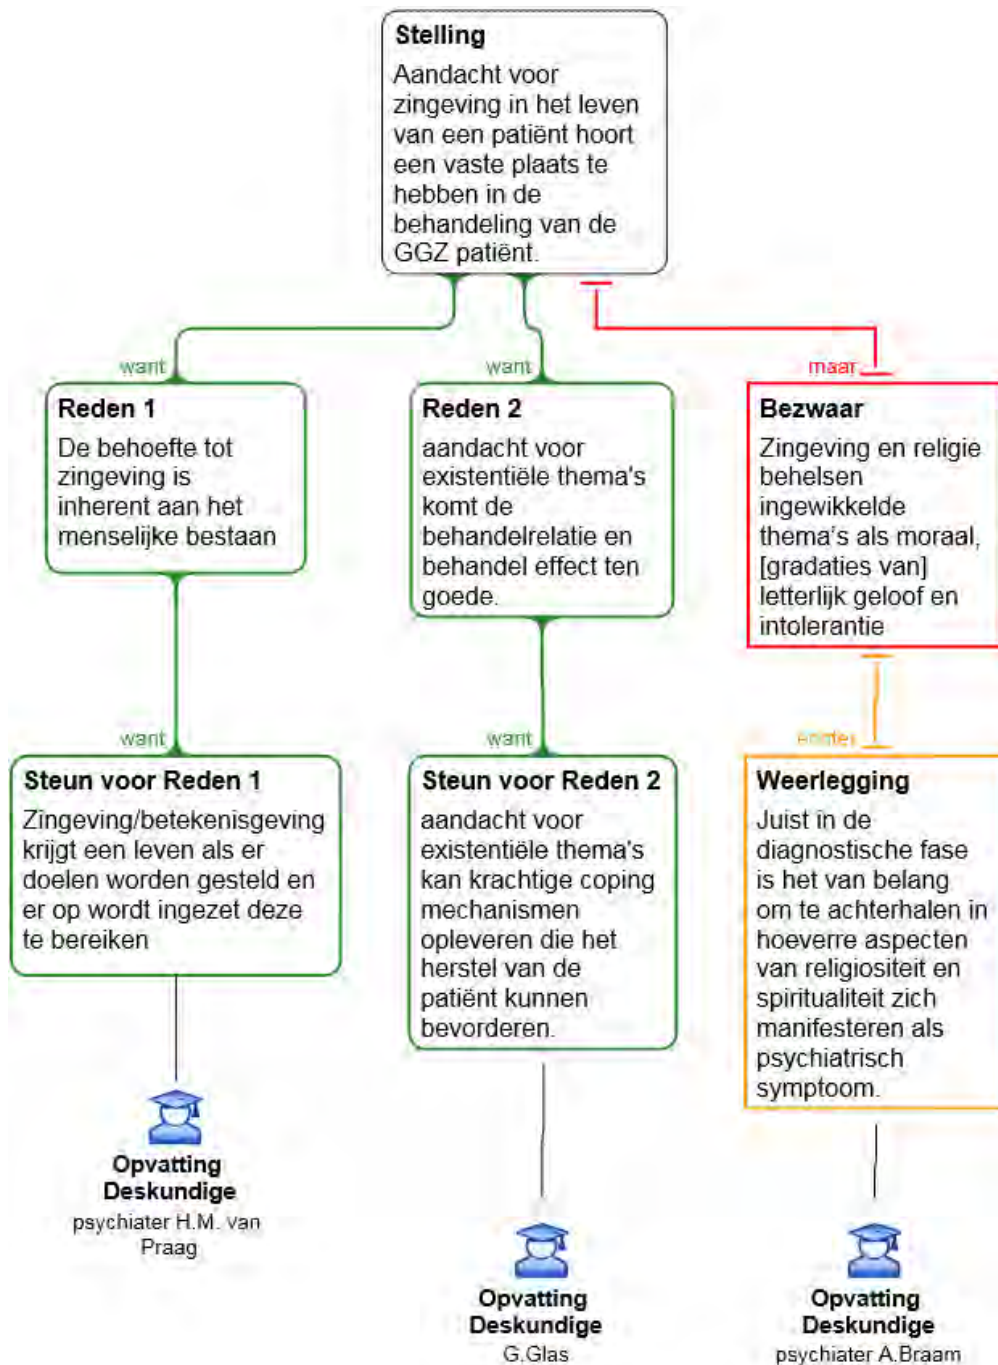 Stelling
Aandacht voor
zingeving in het leven
van een patiënt hoort
een vaste plaats te
hebben in de
behandeling van de
GGZ patiënt.
want
want
maar
Reden 1
De behoefte tot
zingeving is
inherent aan het
menselijke bestaan
Reden 2
aandacht voor
existentiële thema's
komt de
behandelrelatie en
behandel effect ten
goede.
Bezwaar
Zingeving en religie
behelsen
ingewikkelde
thema's als moraal,
[gradaties van]
letterlijk geloof en
intolerantie
want
want
echter
Steun voor Reden 1
Zingeving/betekenisgeving
krijgt een leven als er
doelen worden gesteld en
er op wordt ingezet deze
te bereiken
Steun voor Reden 2
aandacht voor
existentiële thema's
kan krachtige coping
mechanismen
opleveren die het
herstel van de
patiënt kunnen
bevorderen.
Weerlegging
Juist in de
diagnostische fase
is het van belang
om te achterhalen in
hoeverre aspecten
van religiositeit en
spiritualiteit zich
manifesteren als
psychiatrisch
symptoom.
Opvatting
Deskundige
psychiater H.M. van
Praag
Opvatting
Deskundige
G.Glas
Opvatting
Deskundige
psychiater A.Braam